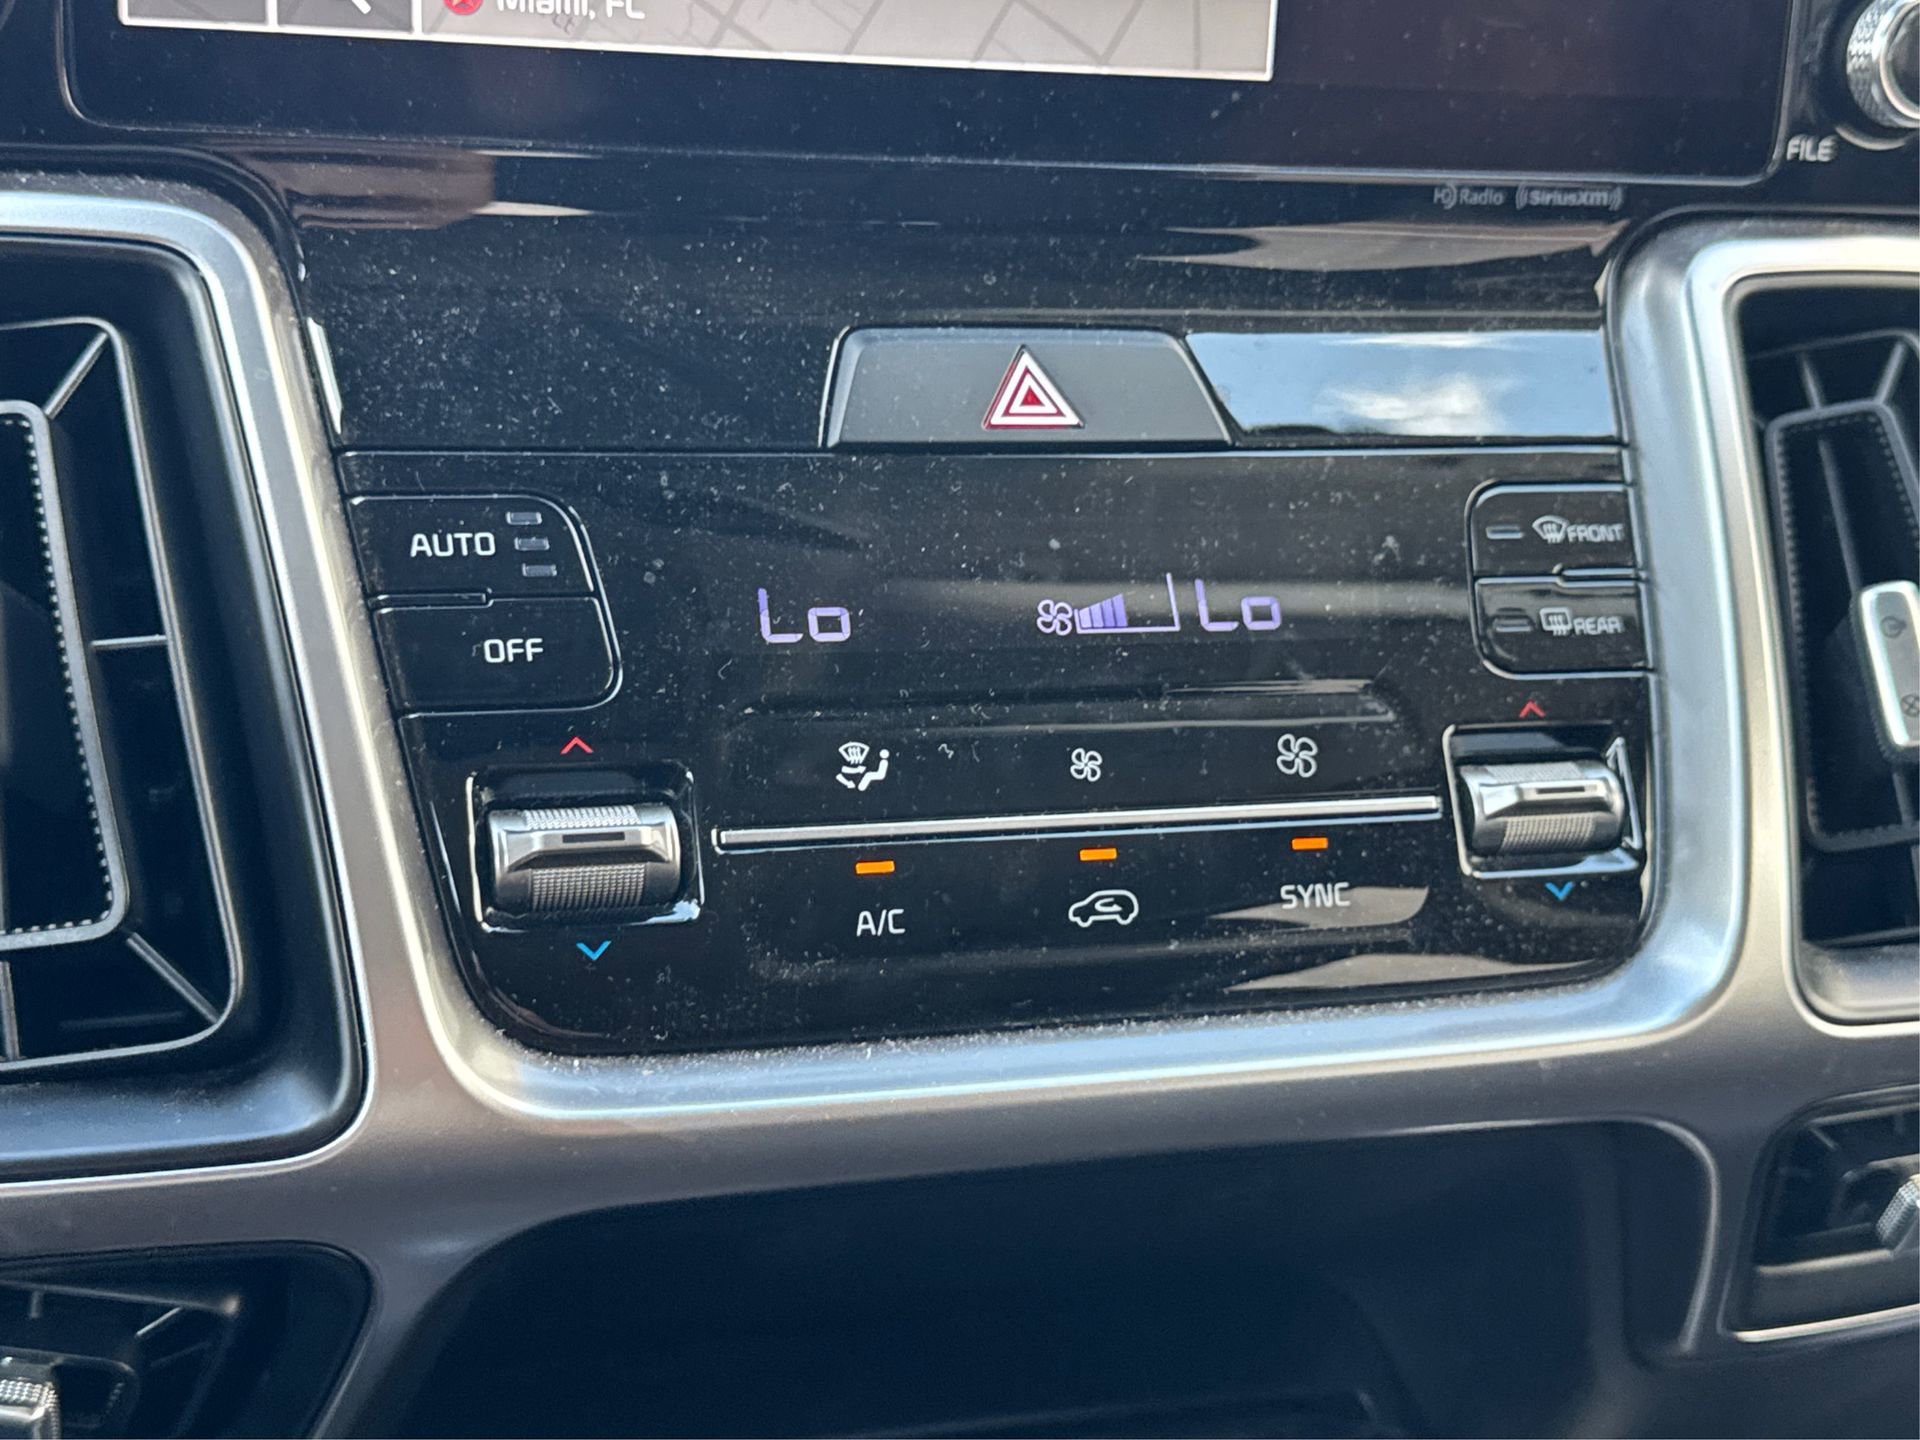 Miami, FL
FILE
HD Radio
SiriusXM
AUTO
FRONT
Lo
Lo
REAR
OFF
A/C
SYNC